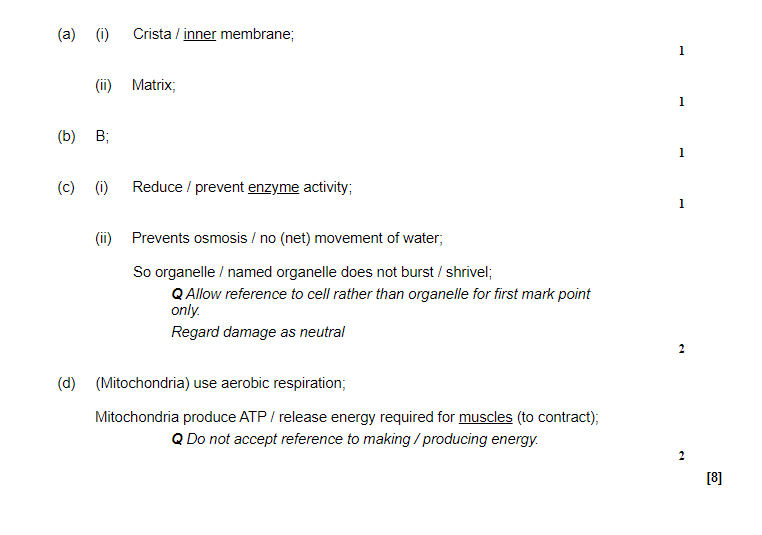 (a) (i) Crista / inner membrane;
1
(ii) Matrix;
1
(b) B;
1
(c) (i) Reduce / prevent enzyme activity;
1
(ii) Prevents osmosis / no (net) movement of water;
So organelle / named organelle does not burst / shrivel;
Q Allow reference to cell rather than organelle for first mark point
only.
Regard damage as neutral
2
(d) (Mitochondria) use aerobic respiration;
Mitochondria produce ATP / release energy required for muscles (to contract);
Q Do not accept reference to making / producing energy.
2
[8]